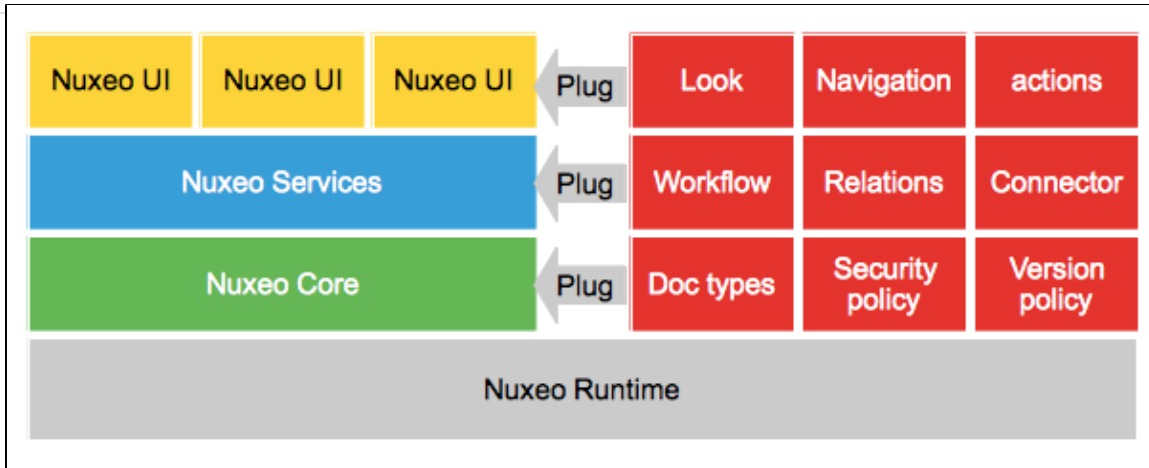 Nuxeo UI Nuxeo UI Nuxeo UI Plug Look Navigation actions
Nuxeo Services Plug Workflow Relations Connector
Nuxeo Core Plug Doc types Security policy Version policy
Nuxeo Runtime